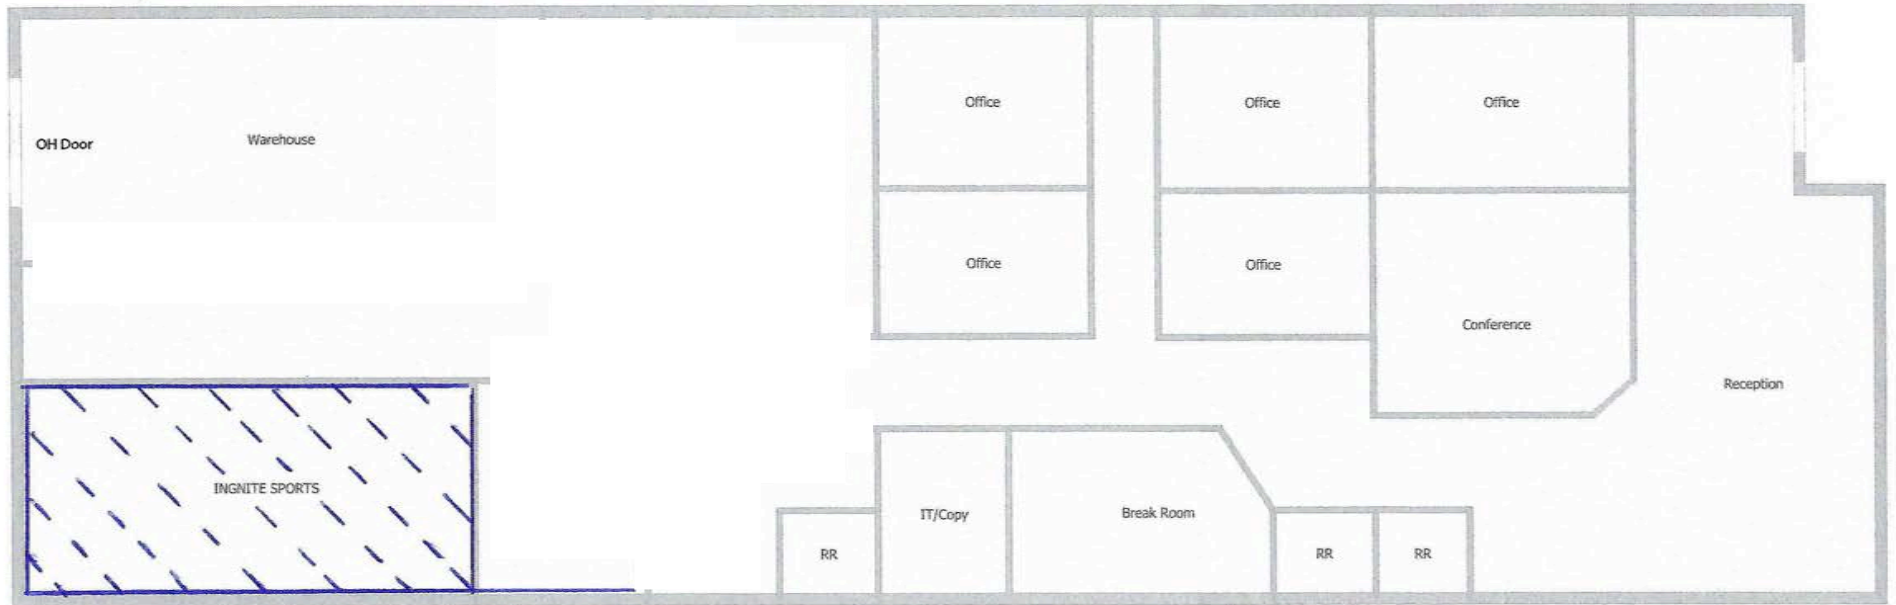 Office
Office
Office
OH Door
Warehouse
Office
Office
Conference
Reception
INGNITE SPORTS
IT/Copy
Break Room
RR
RR
RR